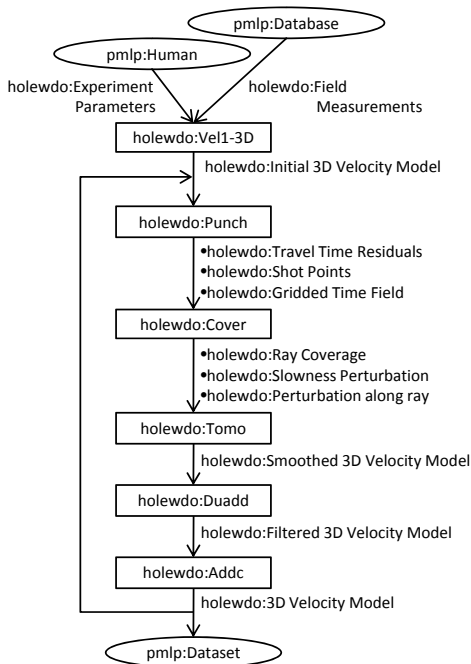 pmlp:Database
pmlp:Human
holewdo:Experiment
Parameters
holewdo:Field
Measurements
holewdo:Vel1-3D
holewdo:Initial 3D Velocity Model
holewdo:Punch
•holewdo:Travel Time Residuals
•holewdo:Shot Points
•holewdo:Gridded Time Field
holewdo:Cover
•holewdo:Ray Coverage
•holewdo:Slowness Perturbation
•holewdo:Perturbation along ray
holewdo:Tomo
holewdo:Smoothed 3D Velocity Model
holewdo:Duadd
holewdo:Filtered 3D Velocity Model
holewdo:Addc
holewdo:3D Velocity Model
pmlp:Dataset